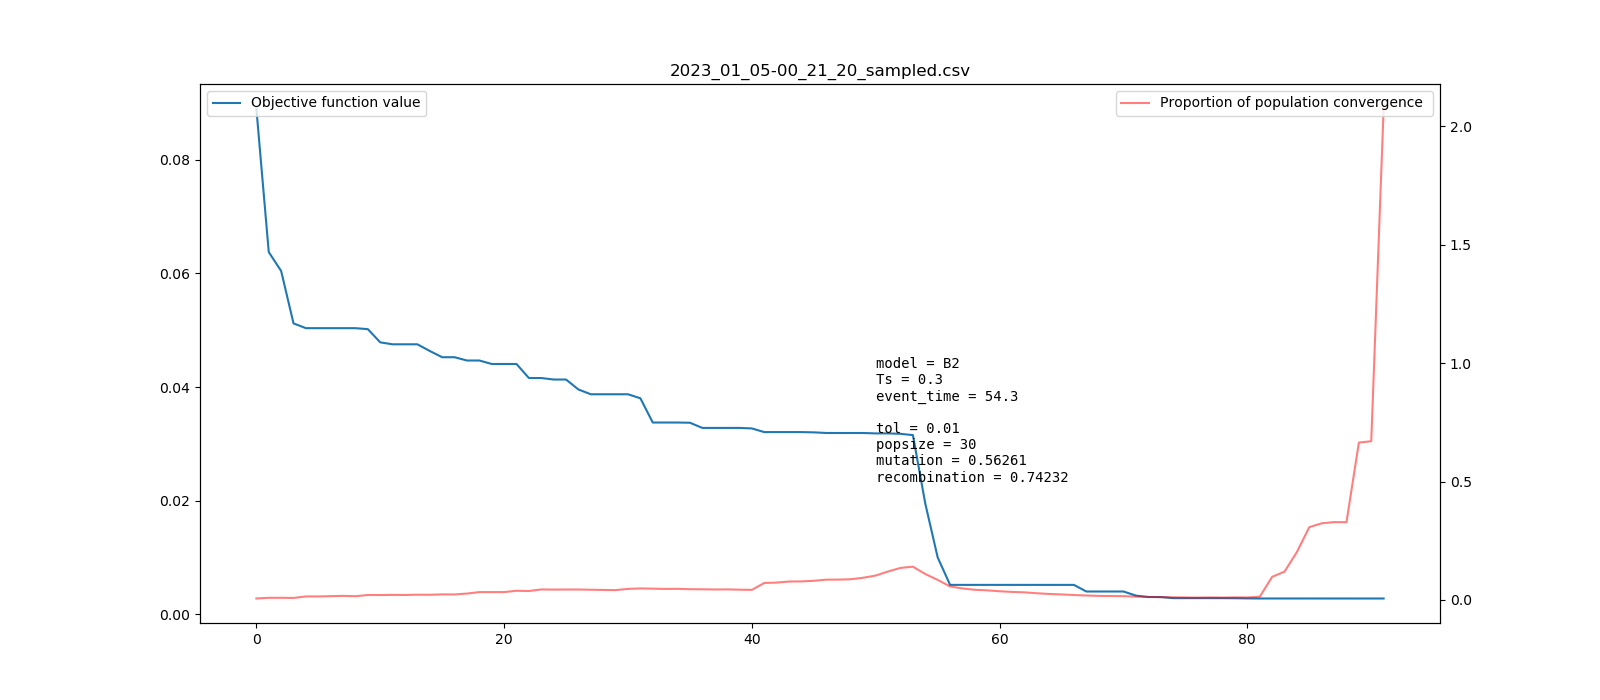 2023_01_05-00_21_20_sampled.csv
Objective function value
Proportion of population convergence
0.08
0.06
0.04
0.02
0.00
2.0
1.5
1.0
0.5
0.0
model = B2
Ts = 0.3
event_time = 54.3
tol = 0.01
popsize = 30
mutation = 0.56261
recombination = 0.74232
0
20
40
60
80